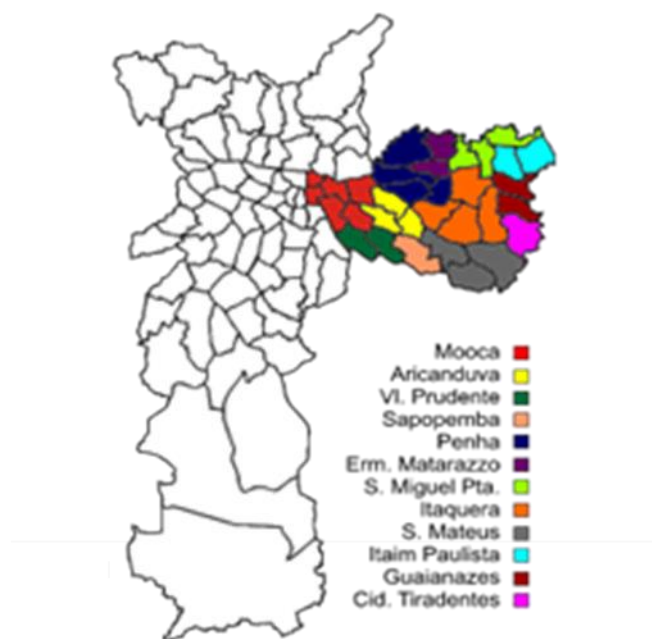 Mooca
Aricanduva
Vl. Prudente
Sapopemba
Penha
Erm. Matarazzo
S. Miguel Pta.
Itaquera
S. Mateus
Itaim Paulista
Guaianazes
Cid. Tiradentes